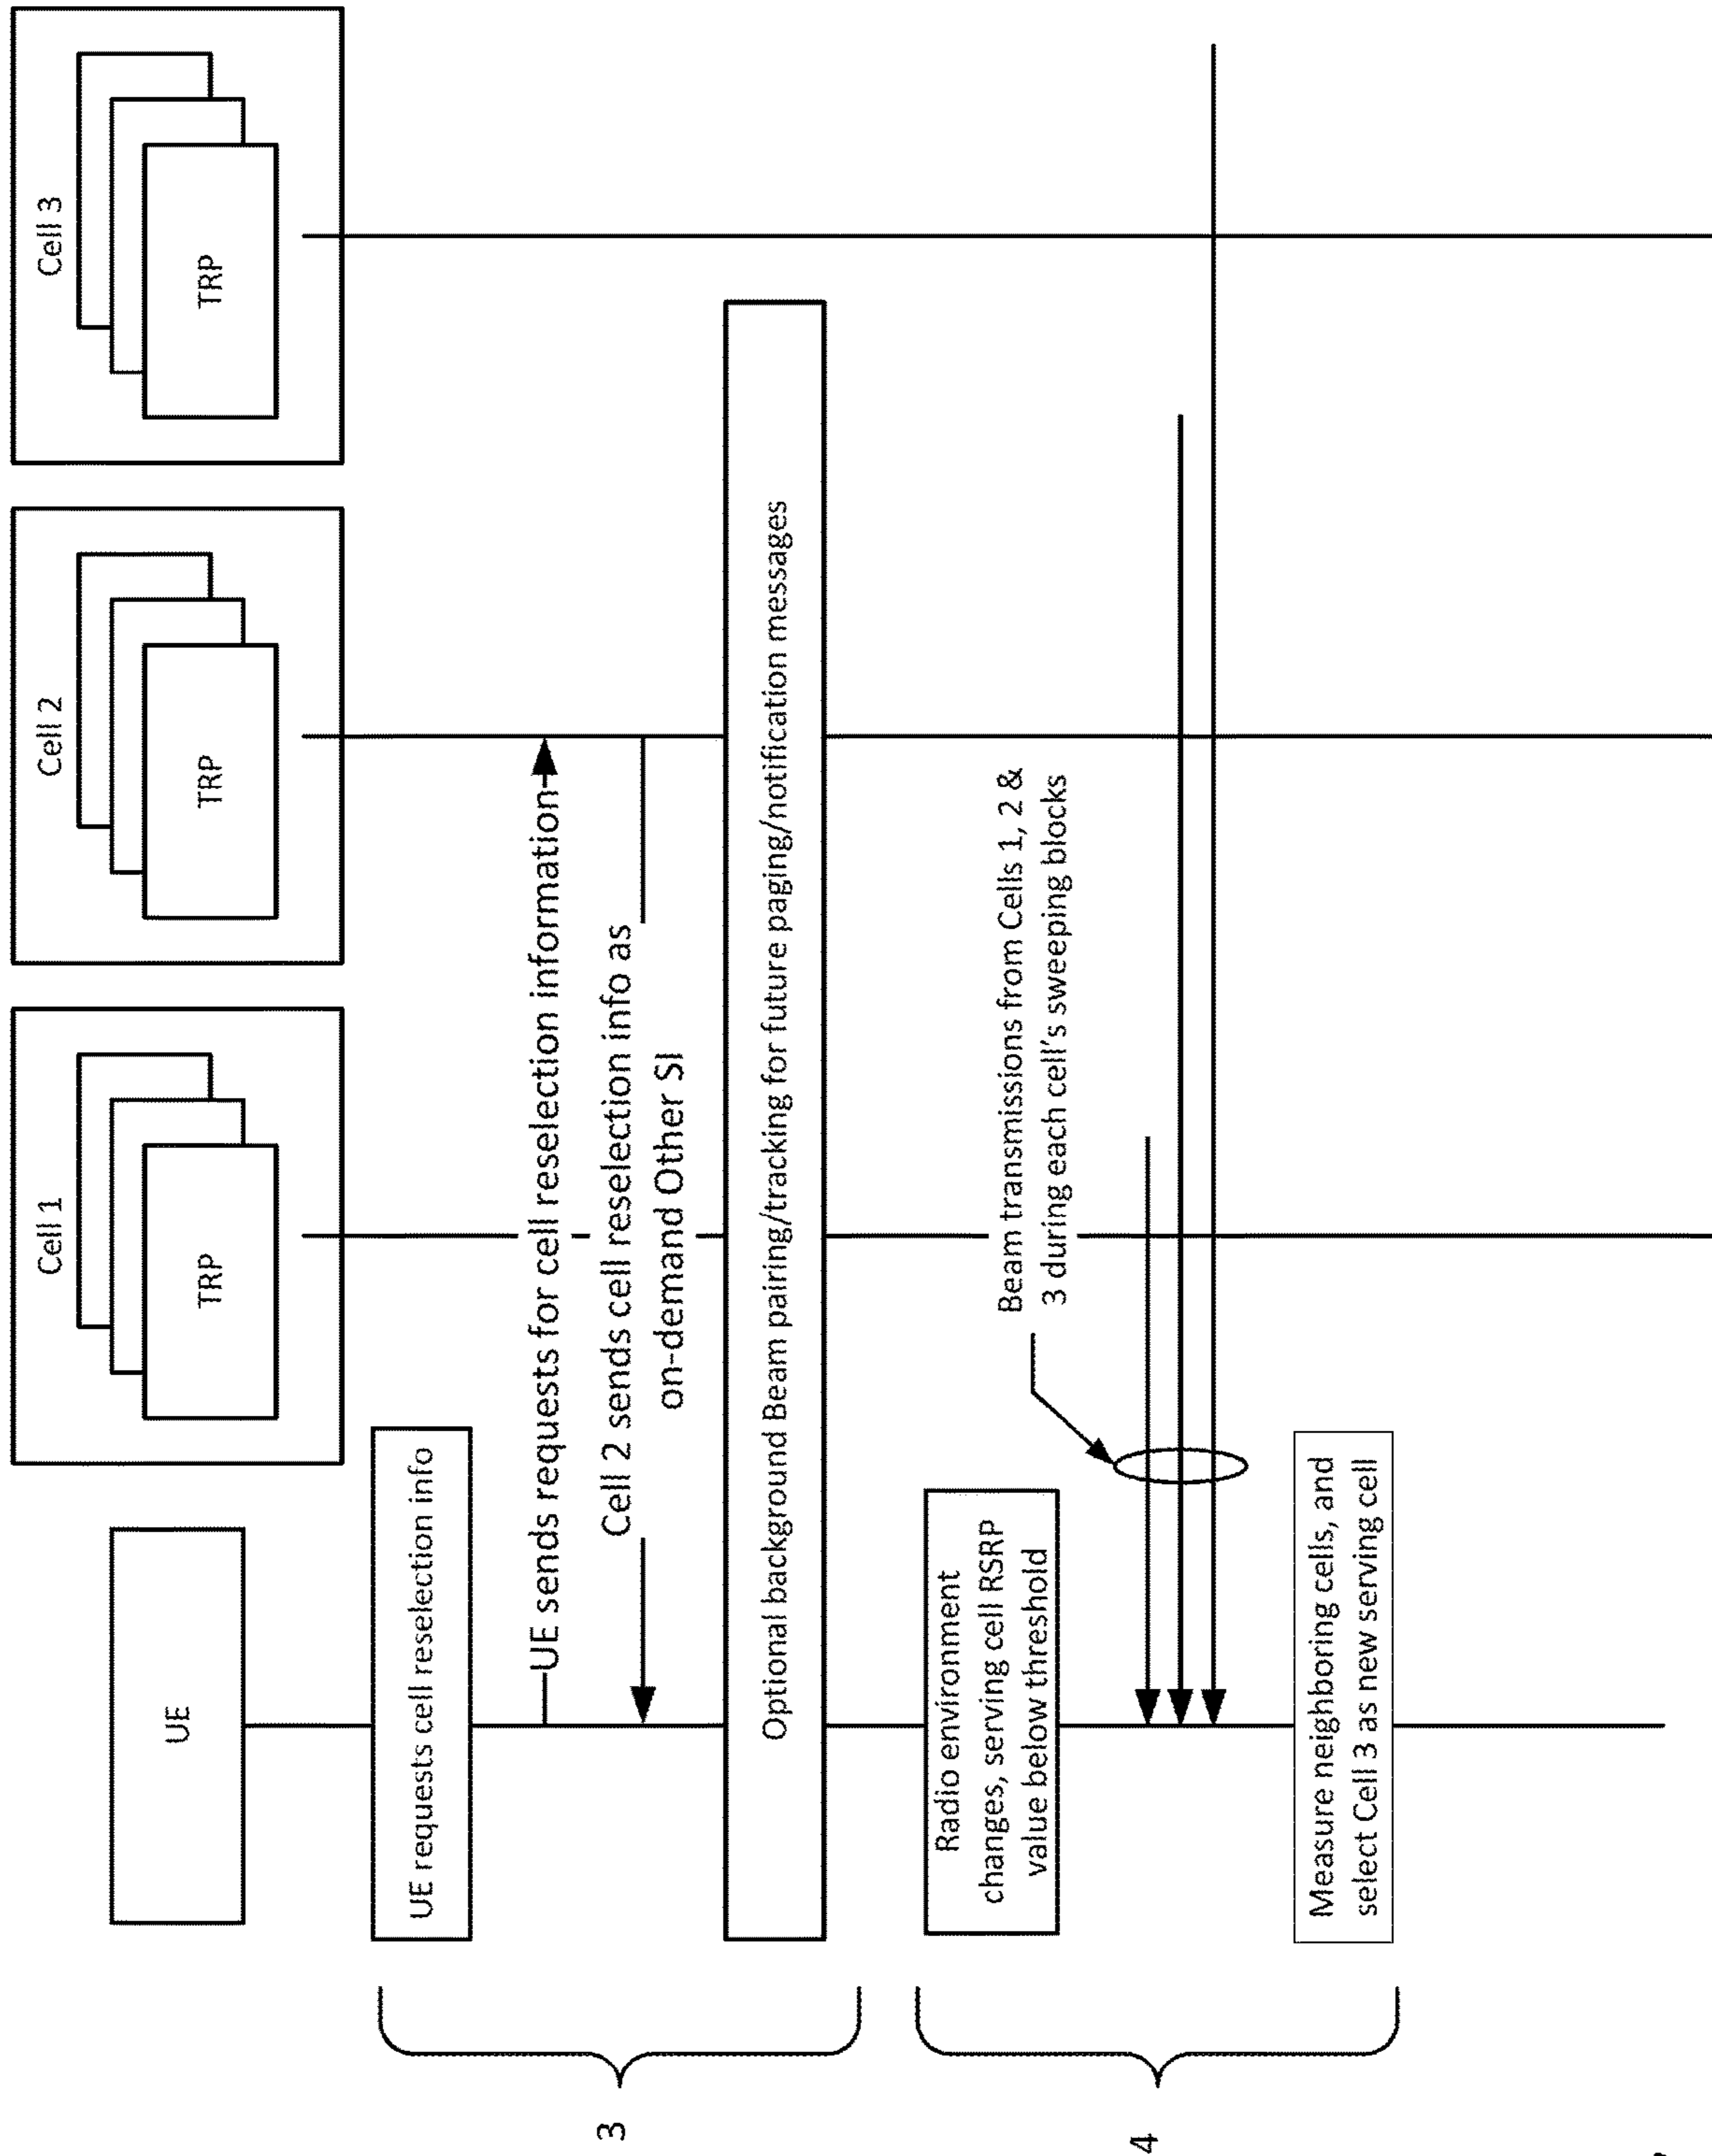 UE
Cell 1
TRP
Cell 2
TRP
Cell 3
TRP
3
UE requests cell reselection info
UE sends requests for cell reselection information
Cell 2 sends cell reselection info as
on-demand Other SI
Optional background Beam pairing/tracking for future paging/notification messages
4
Radio environment
changes, serving cell RSRP
value below threshold
Beam transmissions from Cells 1, 2 &
3 during each cell's sweeping blocks
Measure neighboring cells, and
select Cell 3 as new serving cell